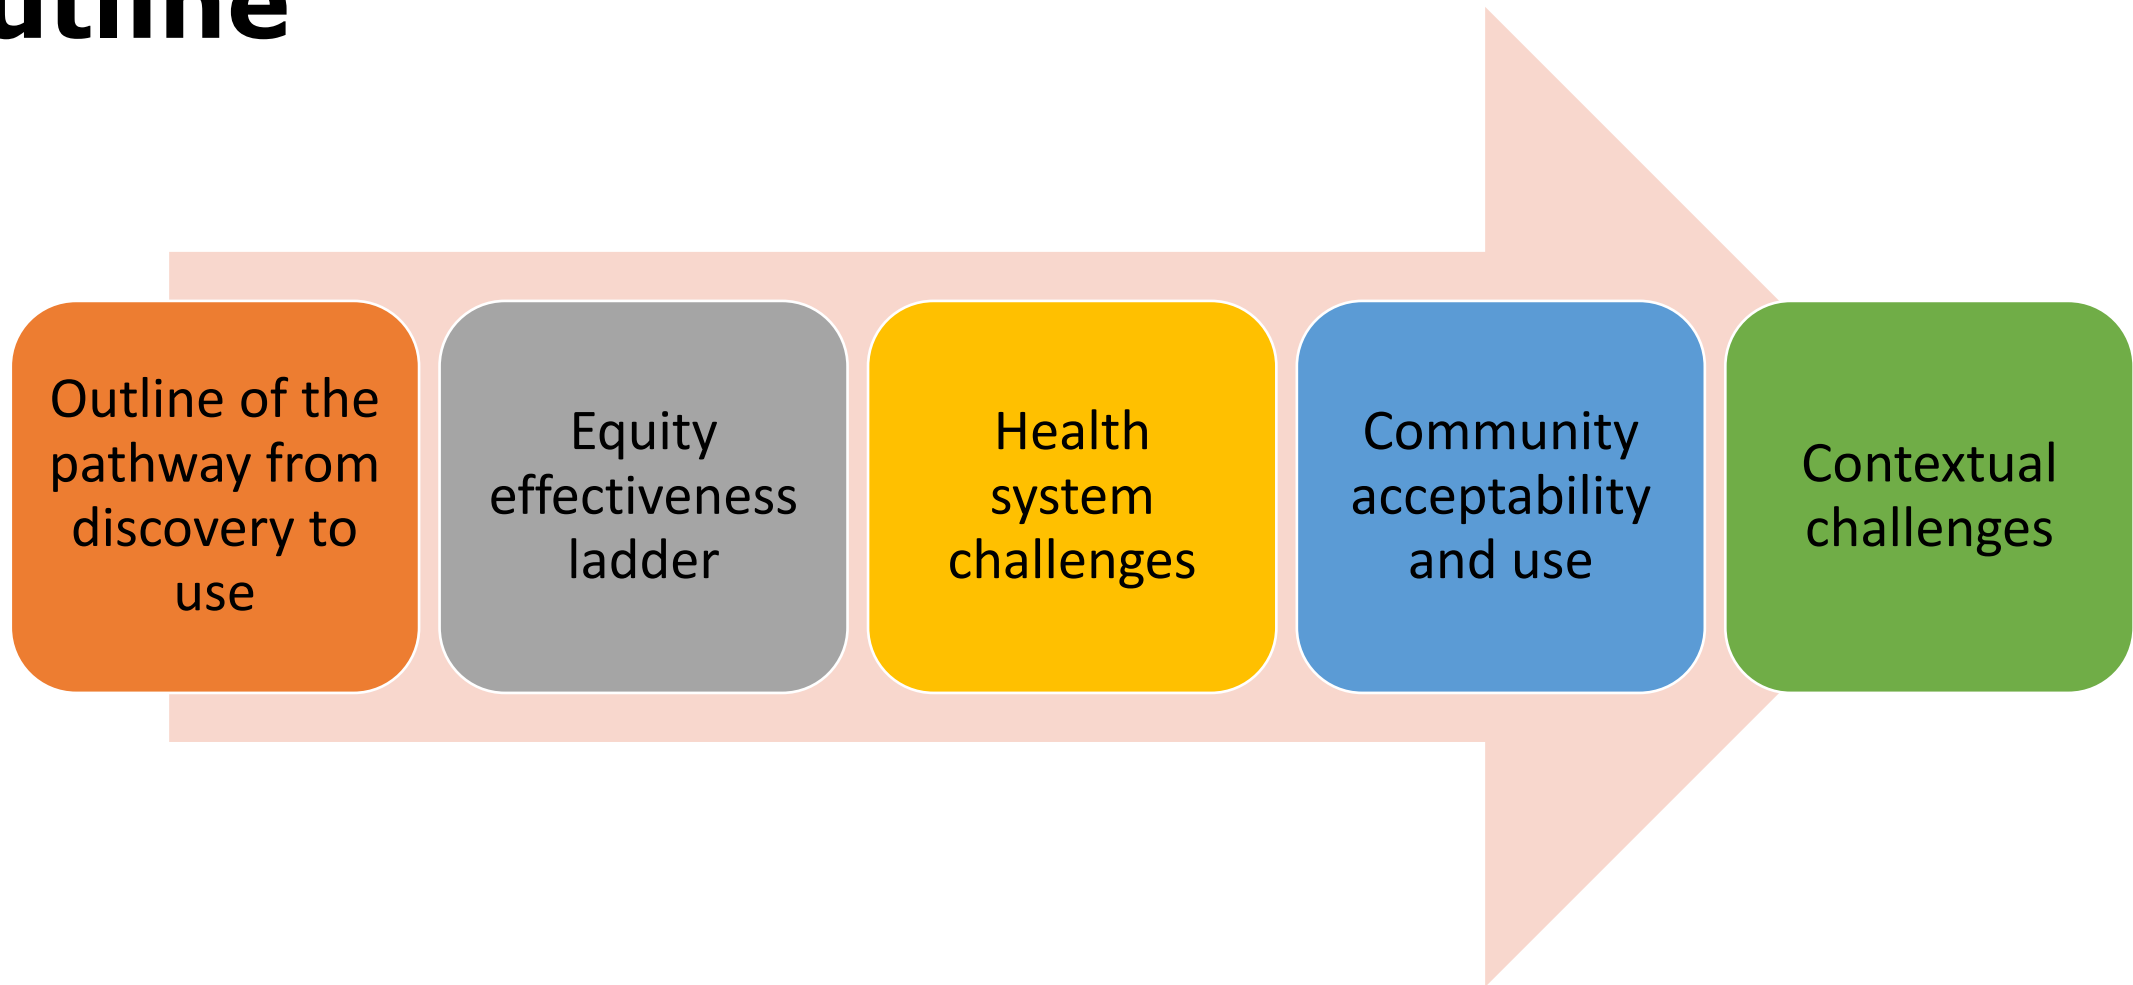 utline
Outline of the
pathway from
discovery to
use
Equity
effectiveness
ladder
Health
system
challenges
Community
acceptability
and use
Contextual
challenges